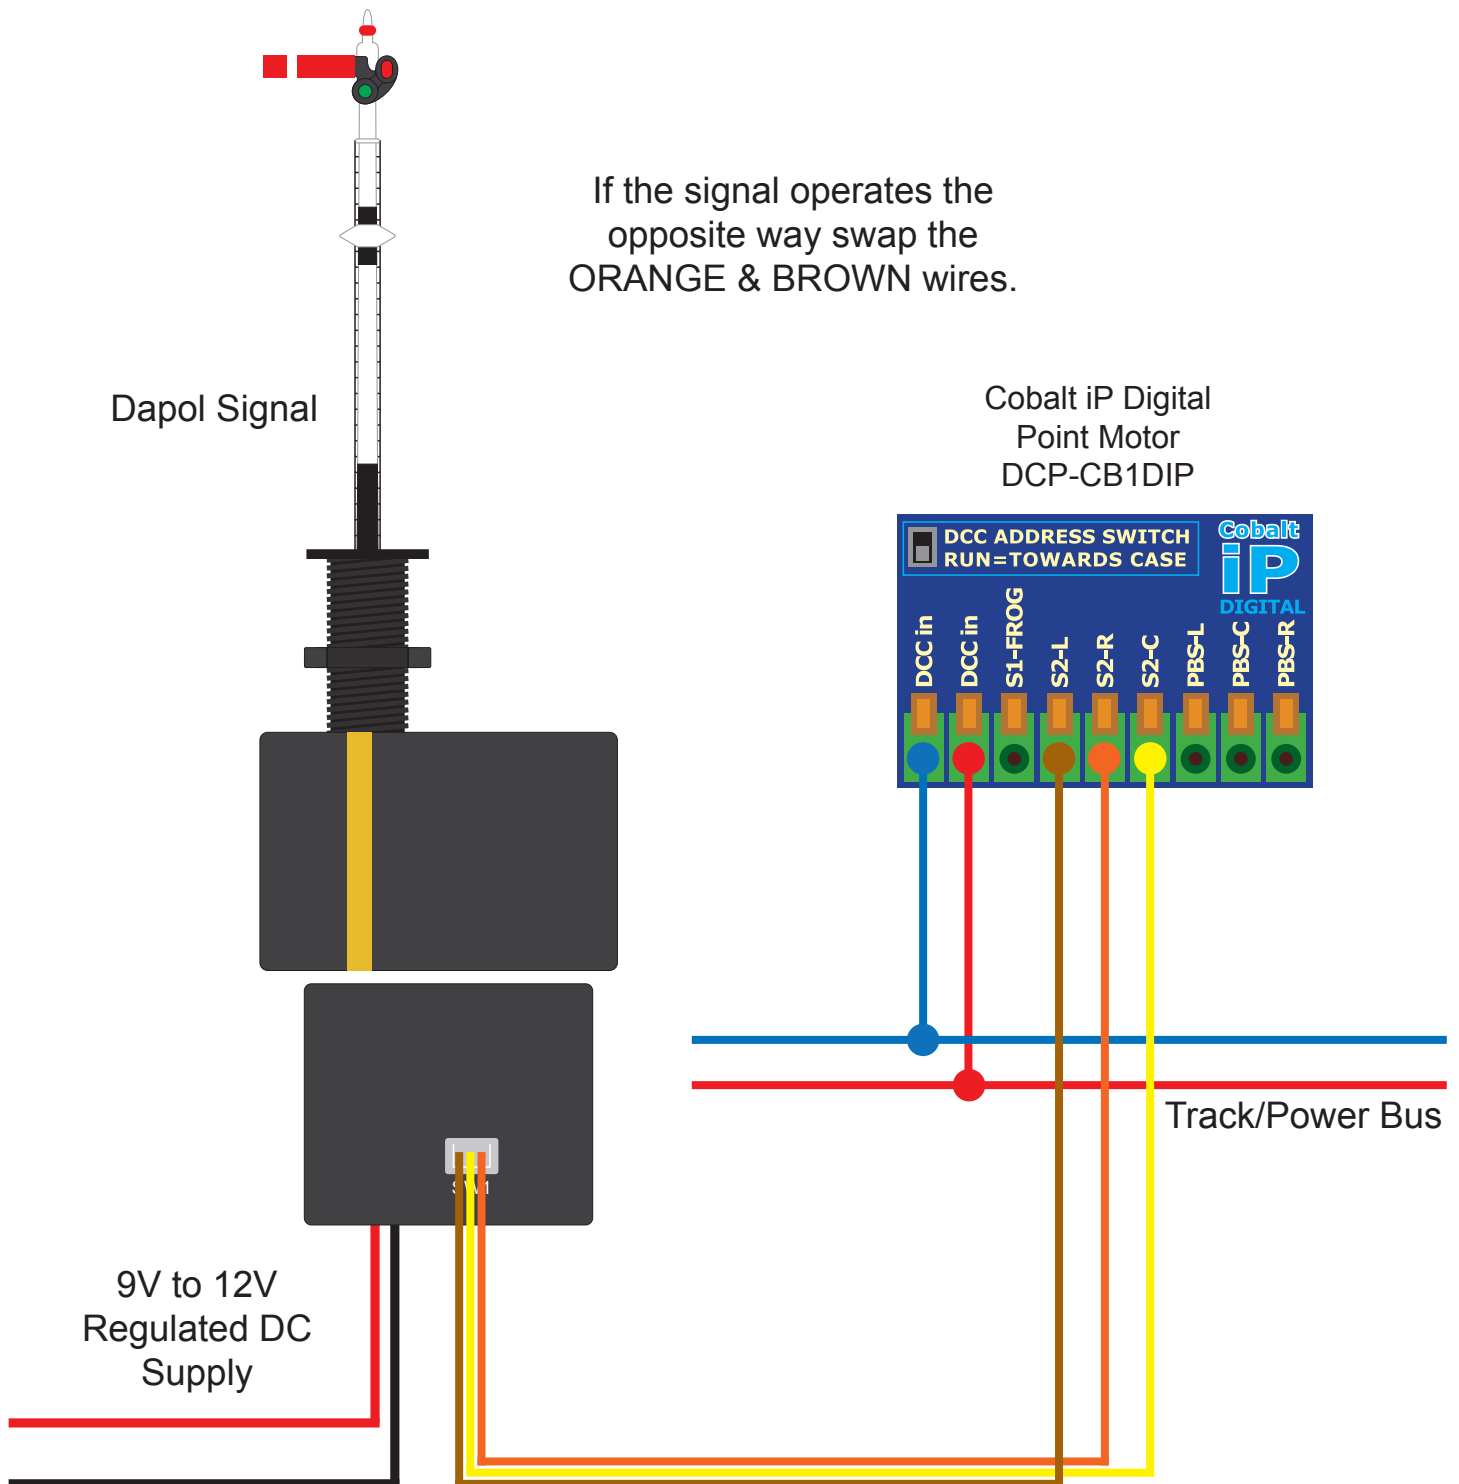 If the signal operates the
opposite way swap the
ORANGE & BROWN wires.
Dapol Signal
Cobalt iP Digital
Point Motor
DCP-CB1DIP
DCC ADDRESS SWITCH
RUN=TOWARDS CASE
Cobalt
iP
DIGITAL
DCC in
DCC in
S1-FROG
S2-L
S2-R
S2-C
PBS-L
PBS-C
PBS-R
Track/Power Bus
SW1
9V to 12V
Regulated DC
Supply